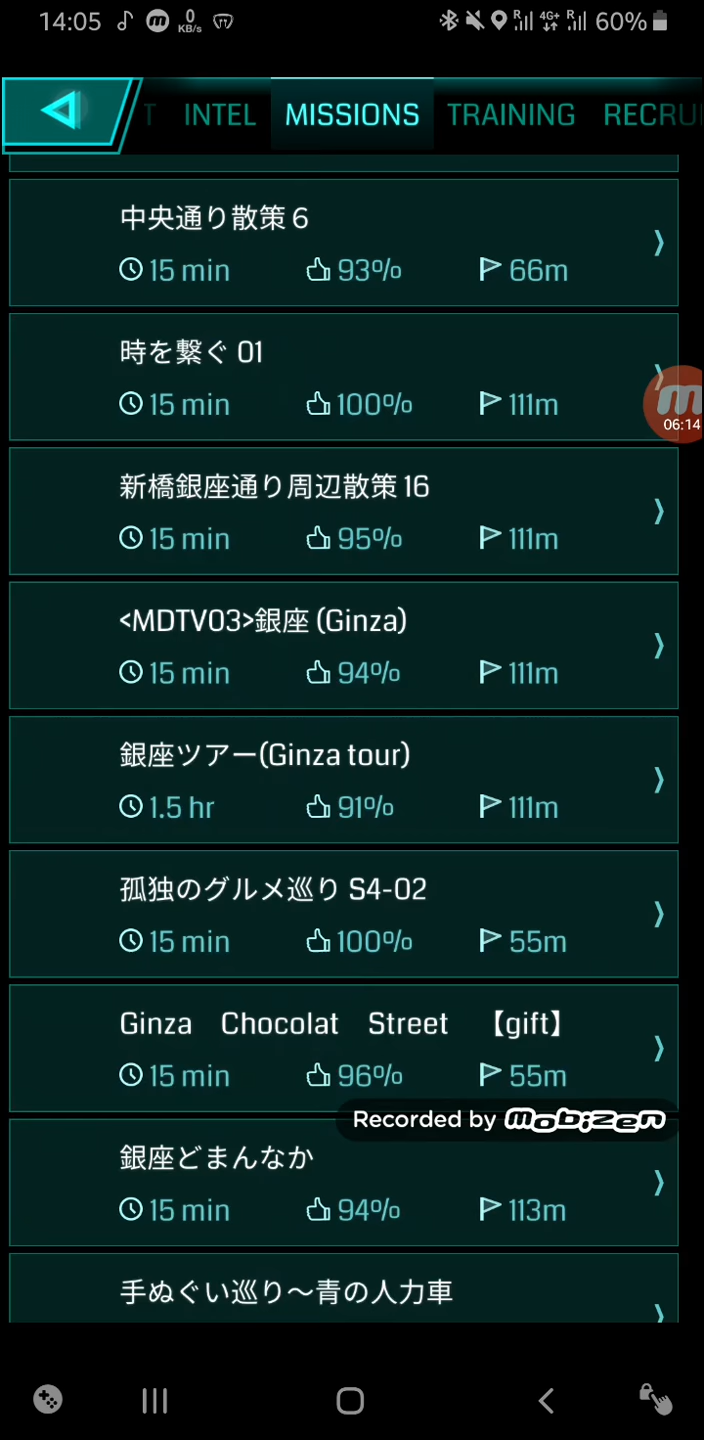 14:05 0 KB/s R 4G+ R 60%
T INTEL MISSIONS TRAINING RECRU
中央通り散策 6
15 min 93% 66m
時を繋ぐ 01
15 min 100% 111m
06:14
新橋銀座通り周辺散策 16
15 min 95% 111m
<MDTV03>銀座 (Ginza)
15 min 94% 111m
銀座ツアー(Ginza tour)
1.5 hr 91% 111m
孤独のグルメ巡り S4-02
15 min 100% 55m
Ginza　Chocolat　Street　【gift】
15 min 96% 55m
Recorded by mobizen
銀座どまんなか
15 min 94% 113m
手ぬぐい巡り〜青の人力車